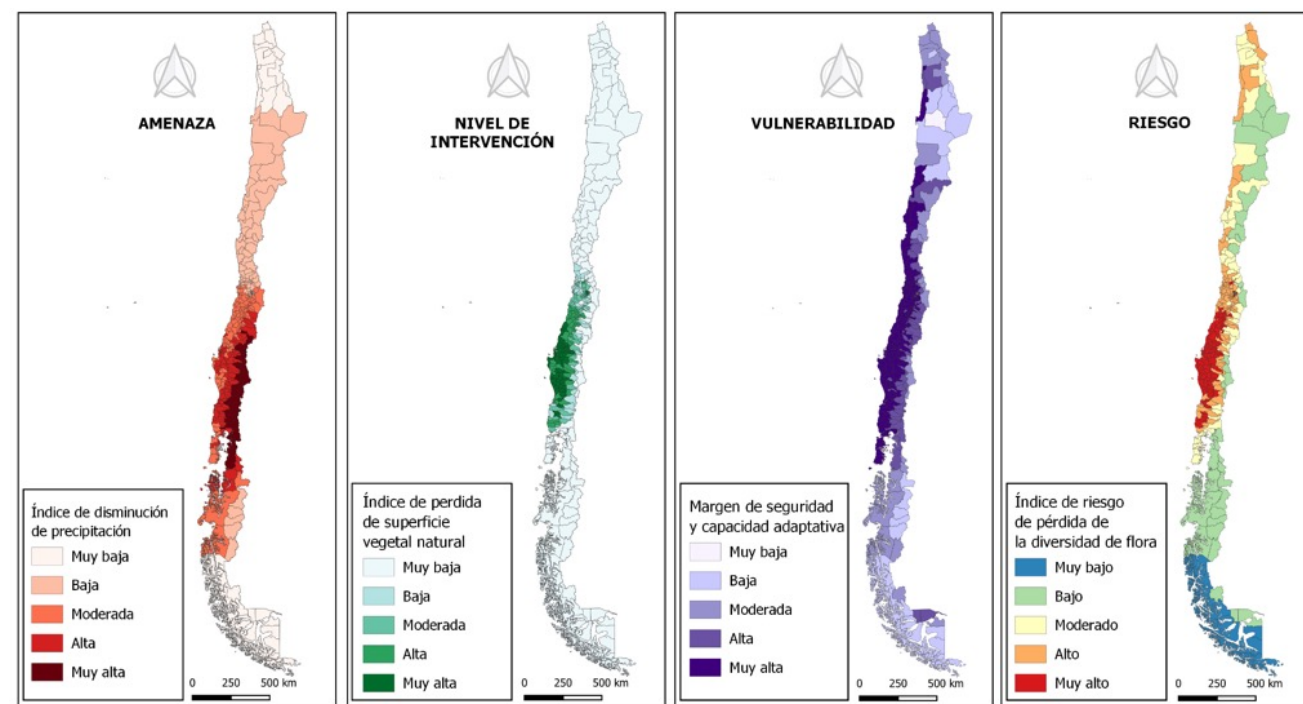 AMENAZA
Índice de disminución
de precipitación
Muy baja
Baja
Moderada
Alta
Muy alta
0
250
500 km
NIVEL DE
INTERVENCIÓN
Índice de perdida
de superficie
vegetal natural
Muy baja
Baja
Moderada
Alta
Muy alta
0
250
500 km
VULNERABILIDAD
Margen de seguridad
y capacidad adaptativa
Muy baja
Baja
Moderada
Alta
Muy alta
0
250
500 km
RIESGO
Índice de riesgo
de pérdida de
la diversidad de flora
Muy bajo
Bajo
Moderado
Alto
Muy alto
0
250
500 km